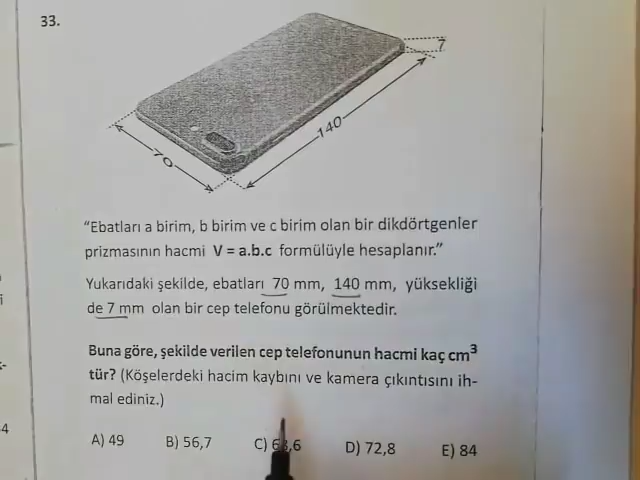 33.
7
140
70
“Ebatları a birim, b birim ve c birim olan bir dikdörtgenler
prizmasının hacmi V = a.b.c formülüyle hesaplanır.”
Yukarıdaki şekilde, ebatları 70 mm, 140 mm, yüksekliği
de 7 mm olan bir cep telefonu görülmektedir.
Buna göre, şekilde verilen cep telefonunun hacmi kaç cm³
tür? (Köşelerdeki hacim kaybını ve kamera çıkıntısını ih-
mal ediniz.)
A) 49 B) 56,7 C) D) 72,8 E) 84
4